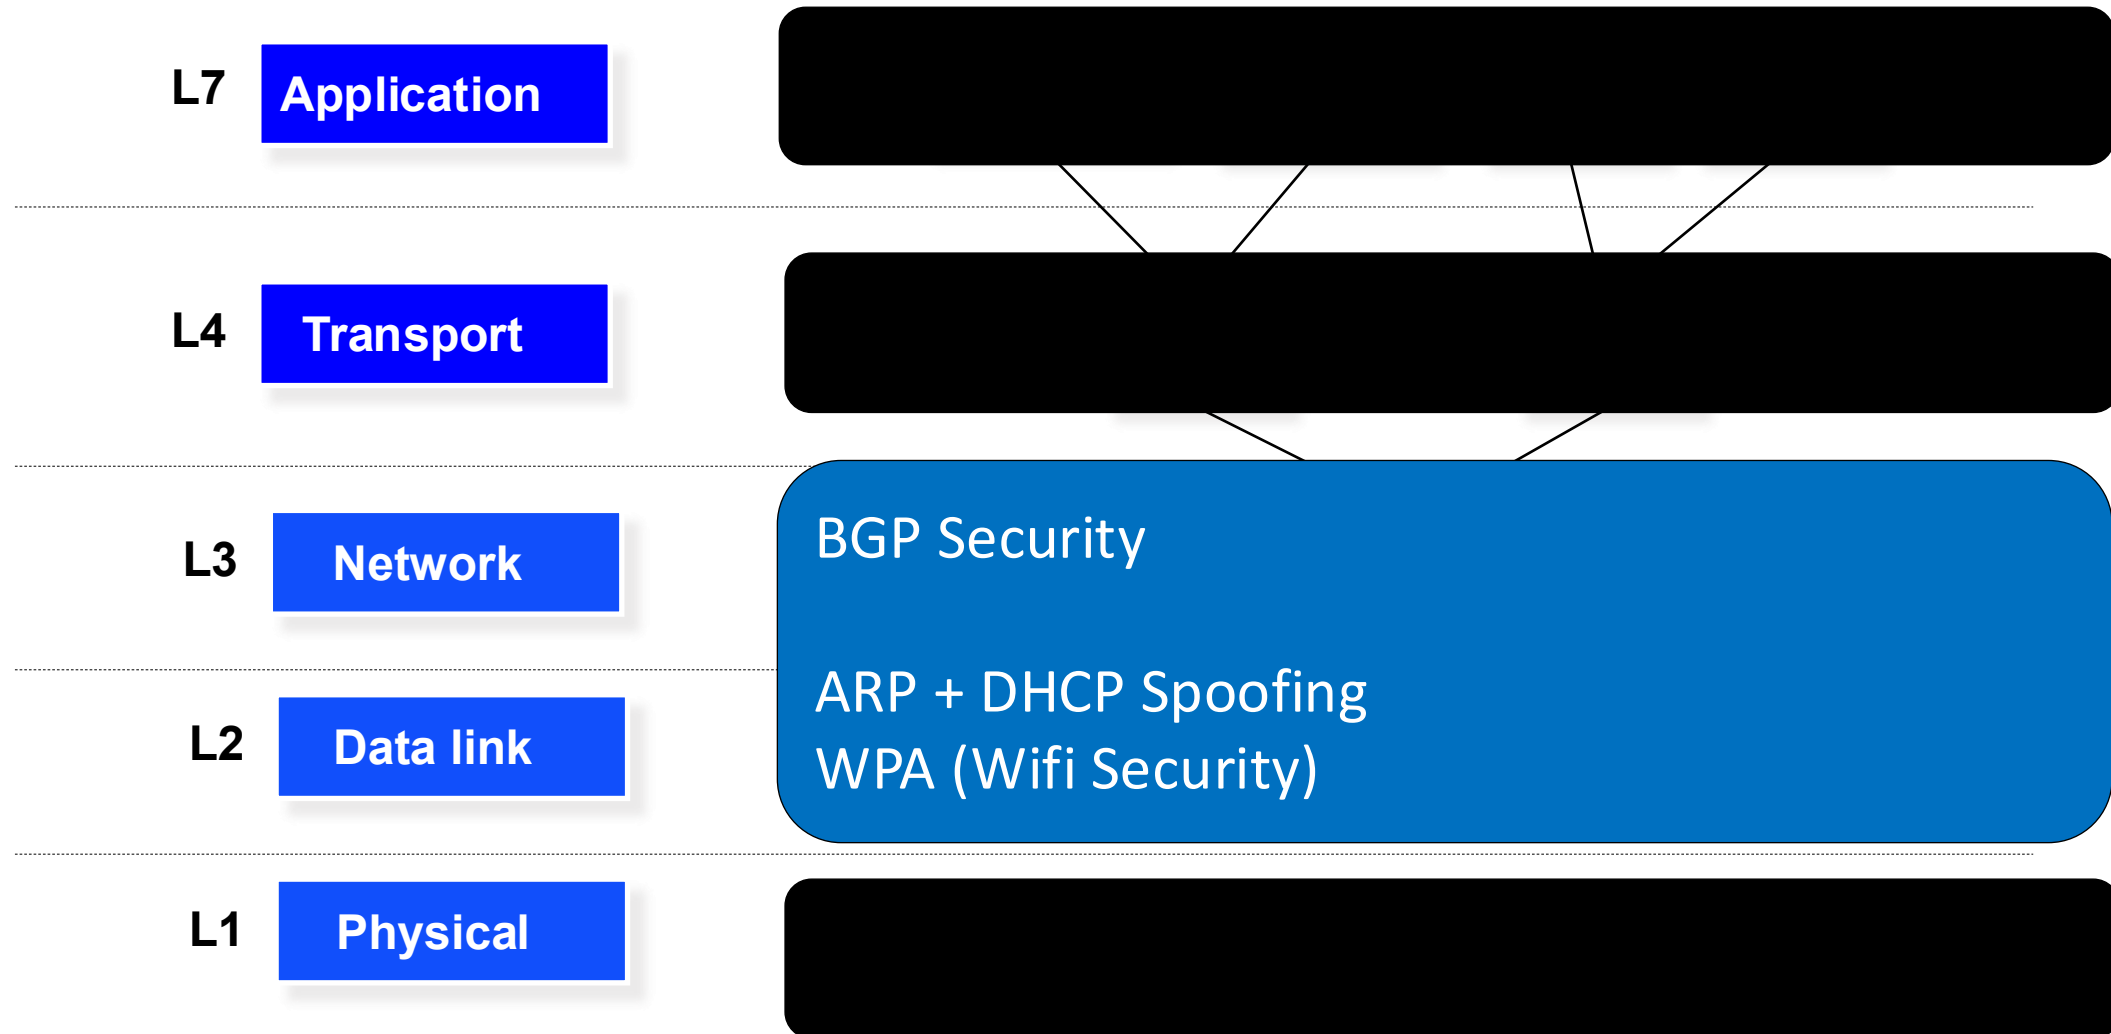 L7 Application
L4 Transport
L3 Network
BGP Security
ARP + DHCP Spoofing
L2 Data link
WPA (Wifi Security)
L1 Physical